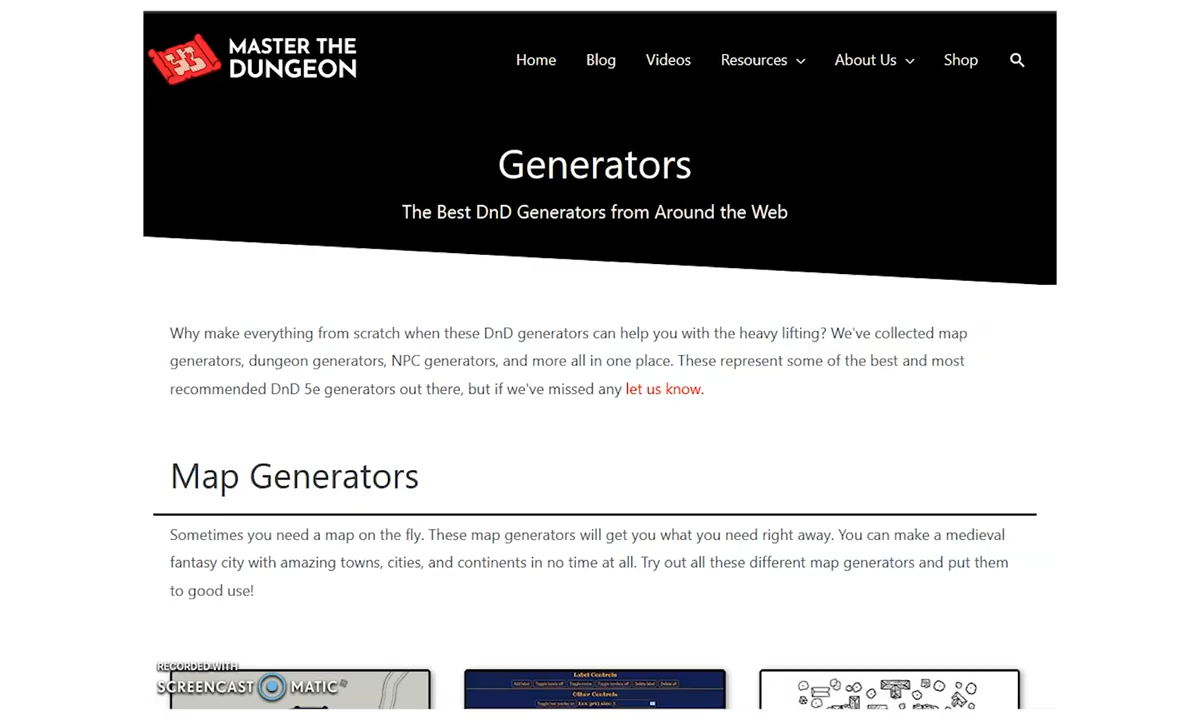 MASTER THE
DUNGEON
Home Blog Videos Resources About Us Shop
Generators
The Best DnD Generators from Around the Web
Why make everything from scratch when these DnD generators can help you with the heavy lifting? We've collected map
generators, dungeon generators, NPC generators, and more all in one place. These represent some of the best and most
recommended DnD 5e generators out there, but if we've missed any let us know.
Map Generators
Sometimes you need a map on the fly. These map generators will get you what you need right away. You can make a medieval
fantasy city with amazing towns, cities, and continents in no time at all. Try out all these different map generators and put them
to good use!
RECORDED WITH
SCREENCAST MATIC
Label Controls
Other Controls